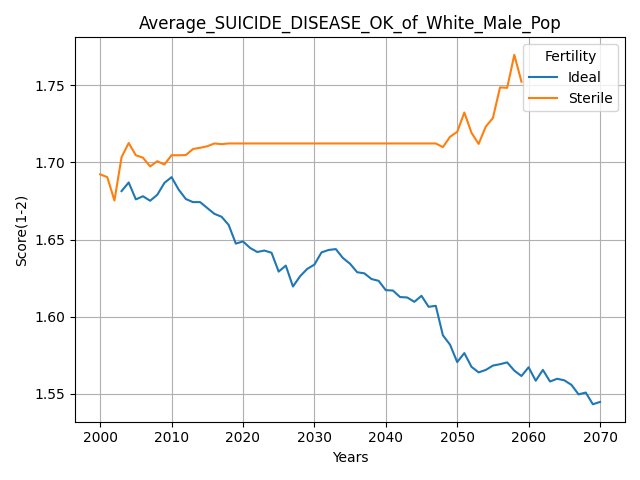 Average_SUICIDE_DISEASE_OK_of_White_Male_Pop
Fertility
Ideal
Sterile
Score(1-2)
1.75
1.70
1.65
1.60
1.55
2000 2010 2020 2030 2040 2050 2060 2070
Years